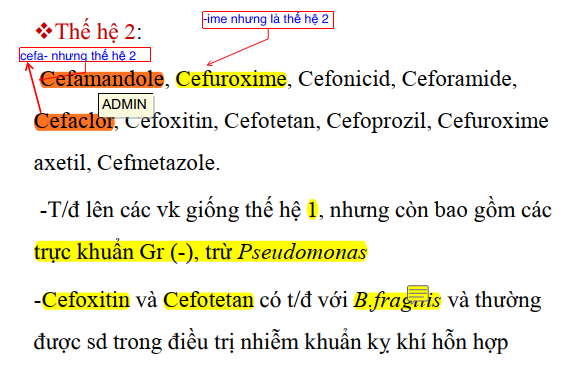 -ime nhưng là thế hệ 2
❖Thế hệ 2:
cefa- nhưng thế hệ 2
Cefamandole, Cefuroxime, Cefonicid, Ceforamide,
ADMIN
Cefaclor, Cefoxitin, Cefotetan, Cefoprozil, Cefuroxime
axetil, Cefmetazole.
-T/đ lên các vk giống thế hệ 1, nhưng còn bao gồm các
trực khuẩn Gr (-), trừ Pseudomonas
-Cefoxitin và Cefotetan có t/đ với B.fragilis và thường
được sd trong điều trị nhiễm khuẩn kỵ khí hỗn hợp